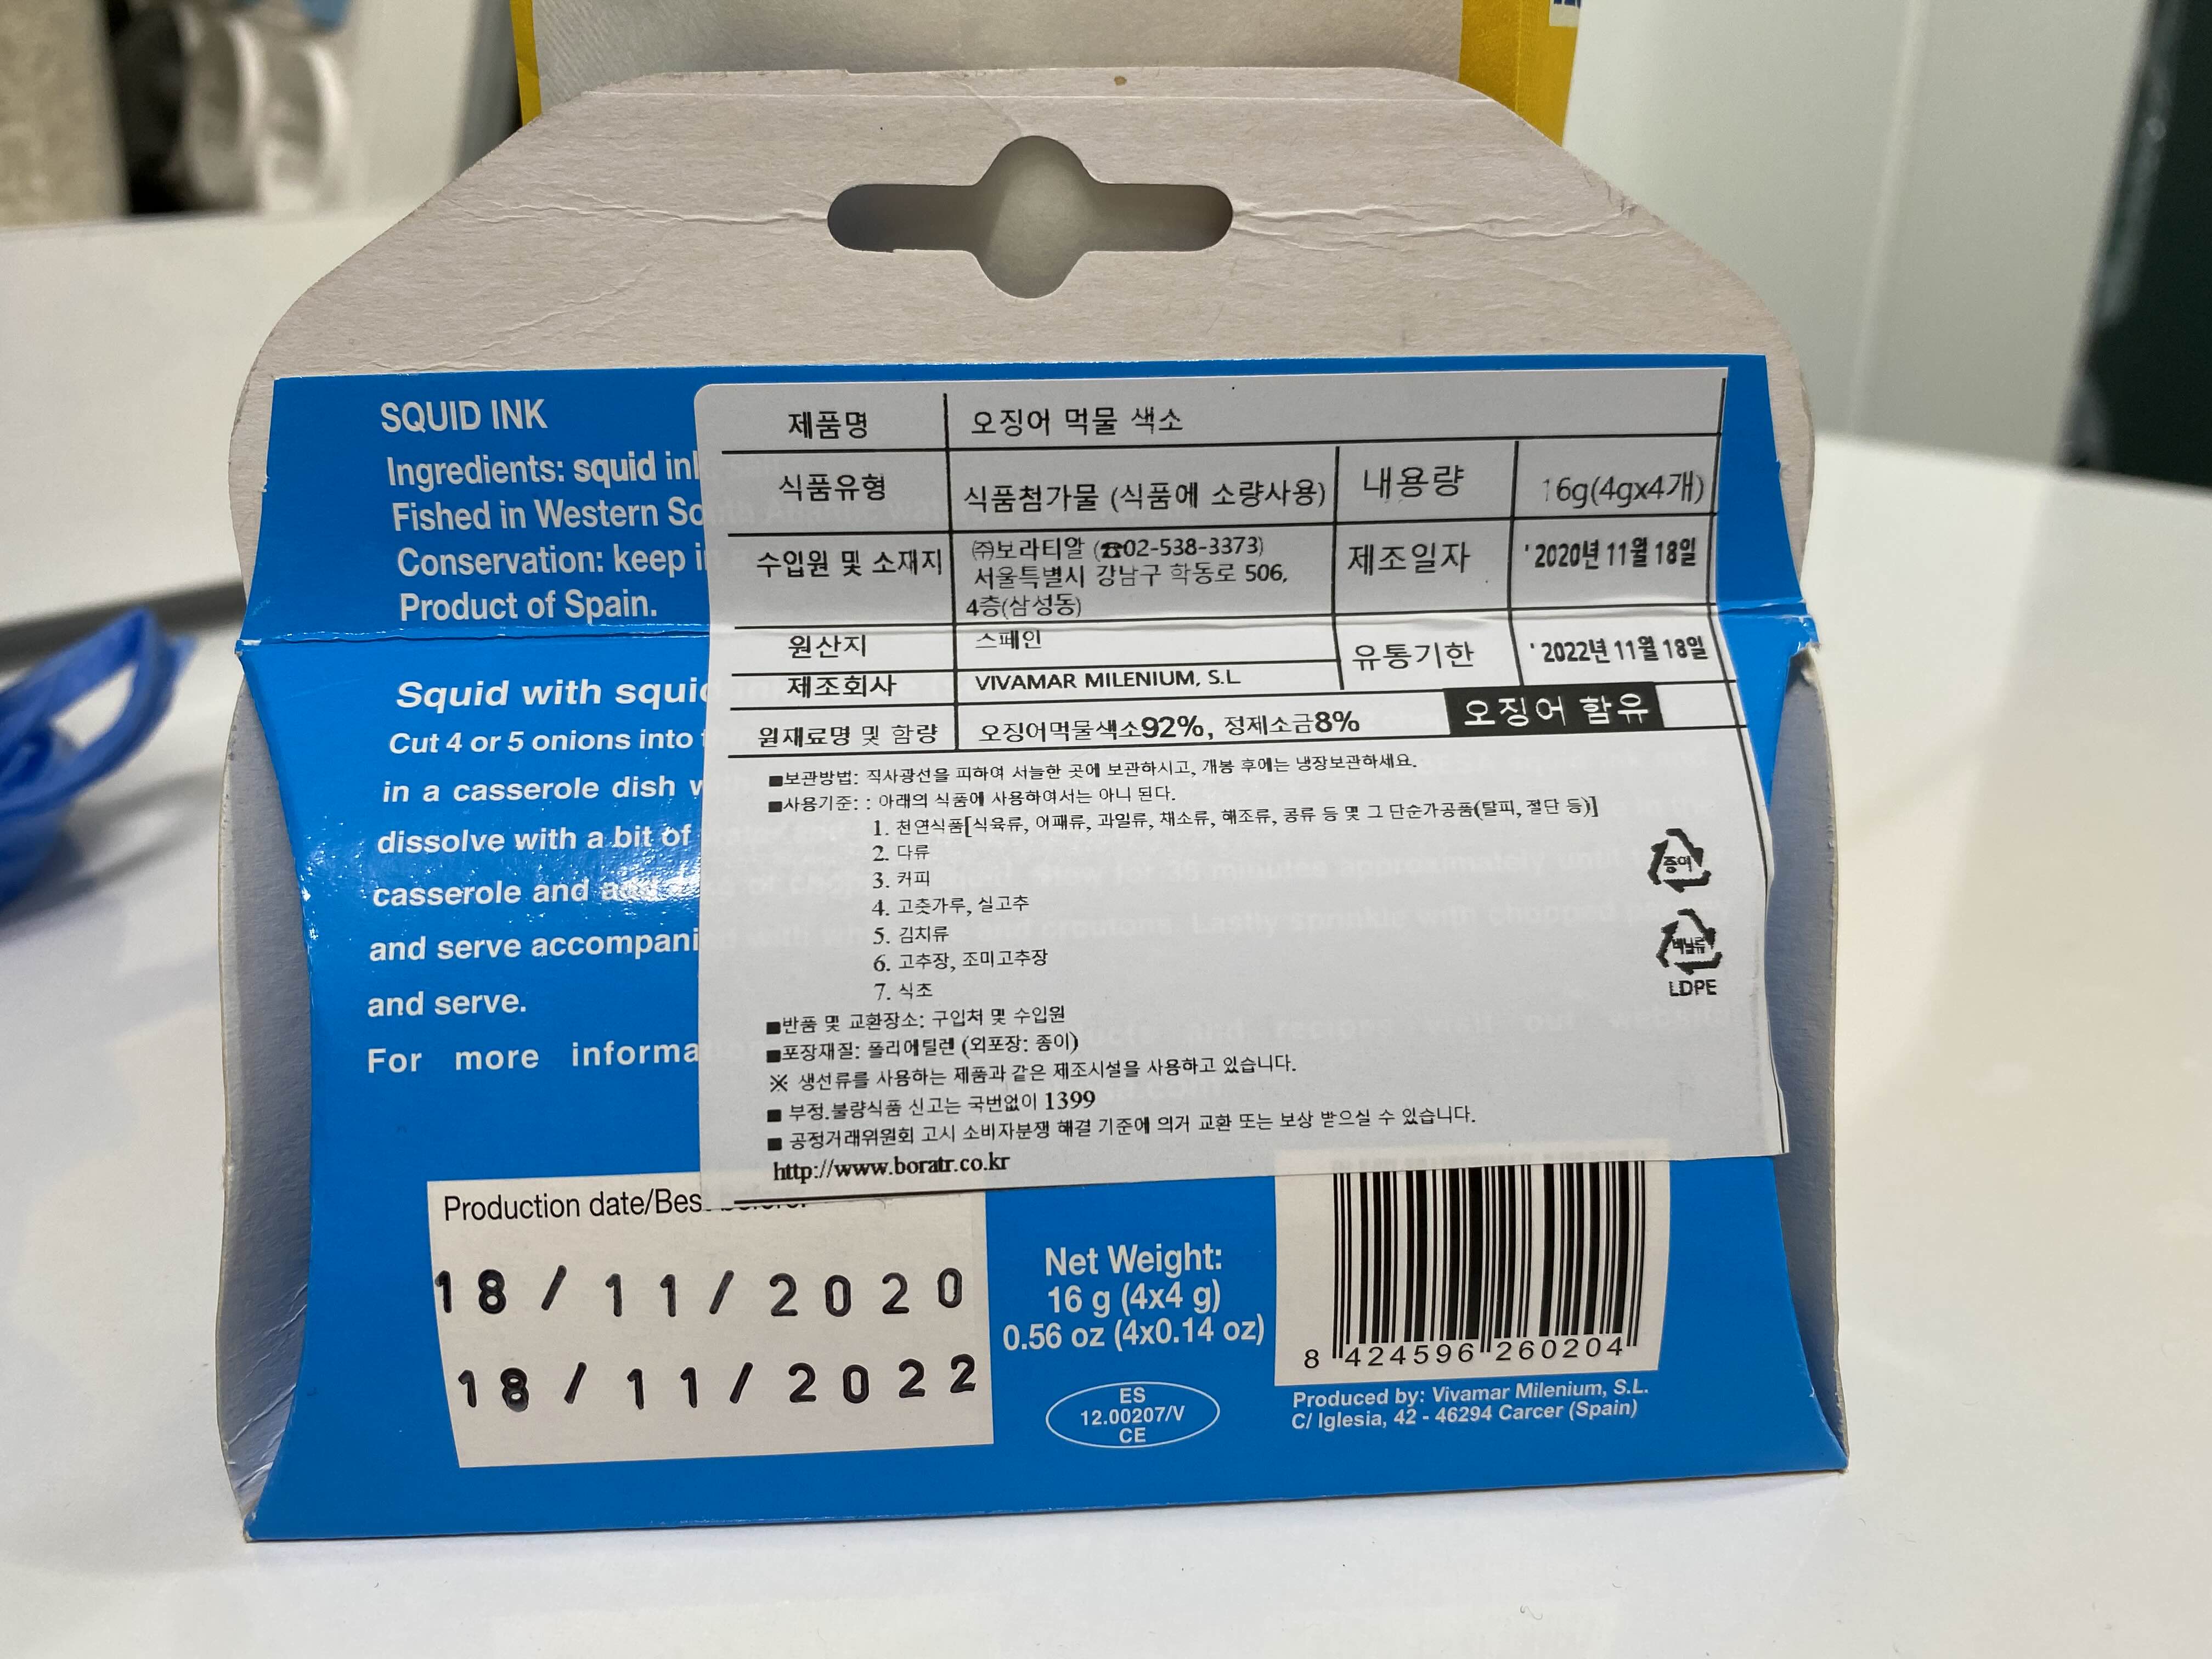 SQUID INK
Ingredients: squid
Fished in Western
Conservation: keep
Product of Spain.
Squid with
Cut 4 or 5 onions into
in a casserole dish
dissolve with a bit of
casserole and
and serve
and serve.
For more
제품명 오징어 먹물 색소
식품유형 식품첨가물 (식품에 소량사용) 내용량 16g(4gx4개)
수입원 및 소재지 ㈜보라티알 (☎02-538-3373)
서울특별시 강남구 학동로 506,
4층(삼성동)
제조일자 '2020년 11월 18일
원산지 스페인
유통기한 '2022년 11월 18일
제조회사 VIVAMAR MILENIUM, S.L
원재료명 및 함량 오징어먹물색소92%, 정제소금8% 오징어 함유
■보관방법: 직사광선을 피하여 서늘한 곳에 보관하시고, 개봉 후에는 냉장보관하세요.
■사용기준: : 아래의 식품에 사용하여서는 아니 된다.
1. 천연식품[식육류, 어패류, 과일류, 채소류, 해조류, 콩류 등 및 그 단순가공품(탈피, 절단 등)]
2. 다류
3. 커피
4. 고춧가루, 실고추
5. 김치류
6. 고추장, 조미고추장
7. 식초
종이
비닐류
LDPE
■반품 및 교환장소: 구입처 및 수입원
■포장재질: 폴리에틸렌 (외포장: 종이)
※ 생선류를 사용하는 제품과 같은 제조시설을 사용하고 있습니다.
■ 부정.불량식품 신고는 국번없이 1399
■ 공정거래위원회 고시 소비자분쟁 해결 기준에 의거 교환 또는 보상 받으실 수 있습니다.
http://www.boratr.co.kr
Production date/Best before:
18/11/2020
18/11/2022
Net Weight:
16 g (4x4 g)
0.56 oz (4x0.14 oz)
ES
12.00207/V
CE
8 424596 260204
Produced by: Vivamar Milenium, S.L.
C/ Iglesia, 42 - 46294 Carcer (Spain)